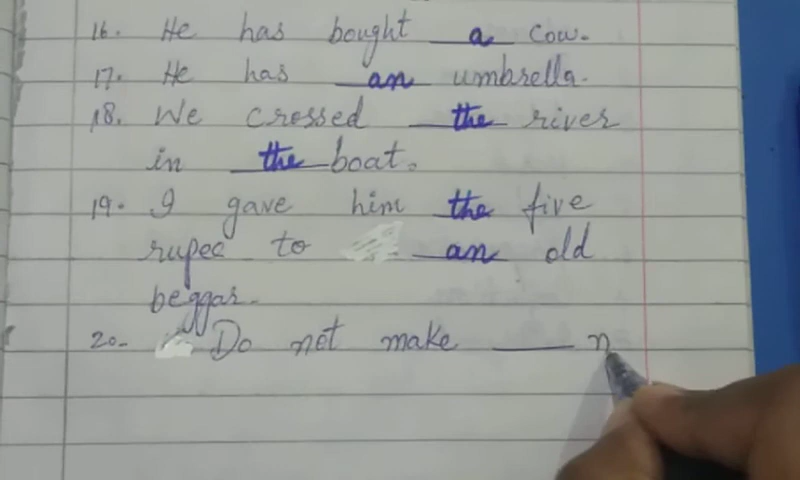 16. He has bought a cow.
17. He has an umbrella.
18. We crossed the river
in the boat.
19. I gave him the five
rupee to an old
beggar.
20. Do not make ___ n